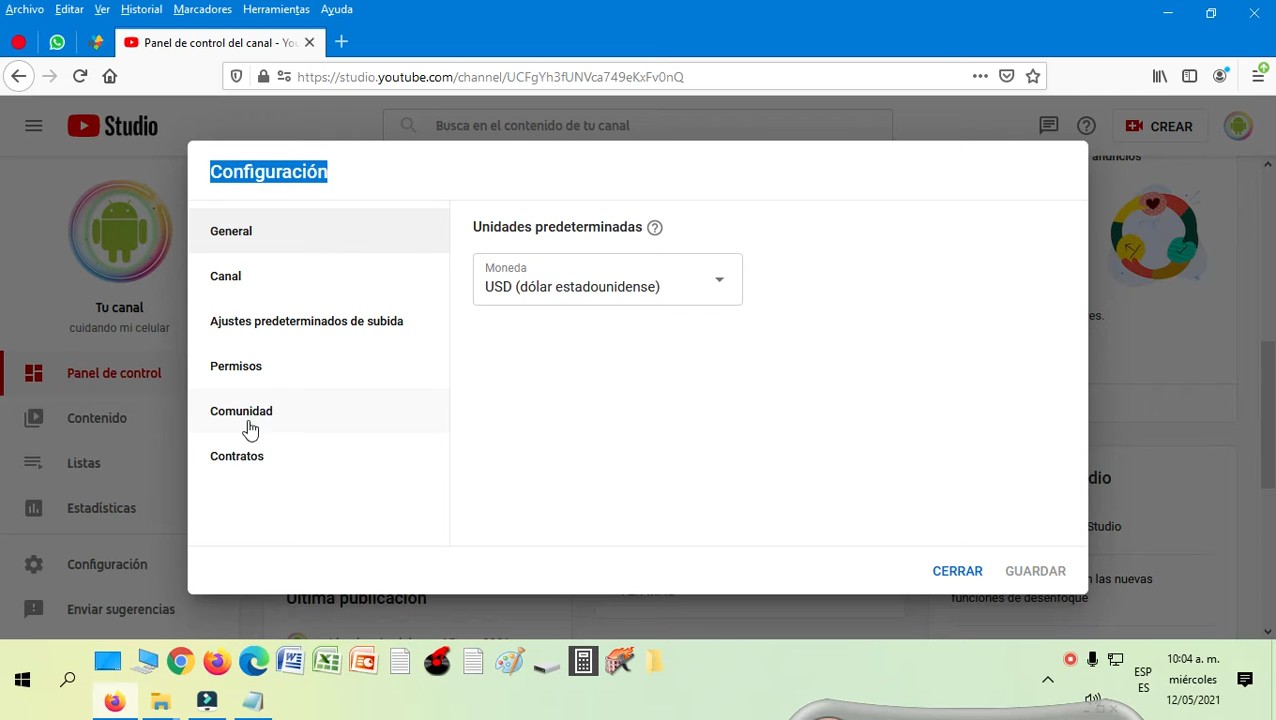 Archivo Editar Ver Historial Herramientas Marcadores Ayuda
Panel de control del canal - You
https://studio.youtube.com/channel/UCFgYh3fUNVca749eKxFv0nQ
Studio
Busca en el contenido de tu canal
CREAR
anuncios
Configuración
General
Unidades predeterminadas
Moneda
USD (dólar estadounidense)
Canal
Ajustes predeterminados de subida
Permisos
Comunidad
Contratos
CERRAR
GUARDAR
Tu canal
cuidando mi celular
Panel de control
Contenido
Listas
Estadísticas
Configuración
Enviar sugerencias
es.
dio
Studio
n las nuevas
funciones de desenfoque
Última publicación
ESP
ES
10:04 a. m.
miércoles
12/05/2021